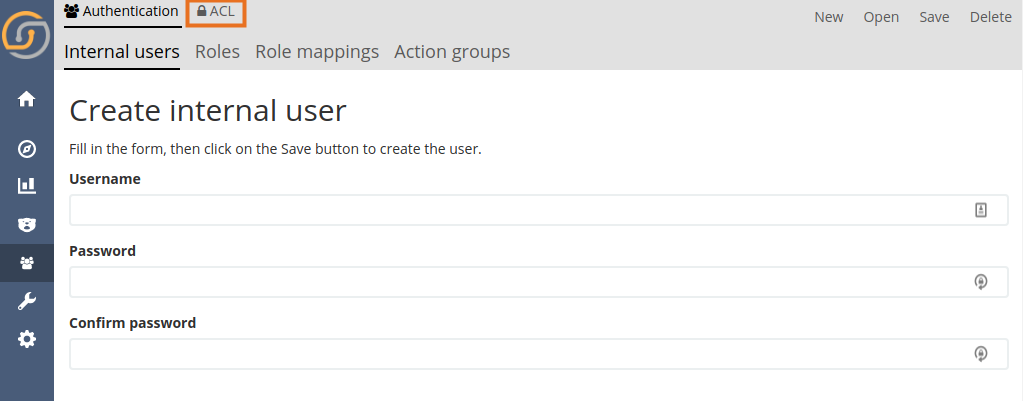 Authentication ACL New Open Save Delete
Internal users Roles Role mappings Action groups
Create internal user
Fill in the form, then click on the Save button to create the user.
Username
Password
Confirm password